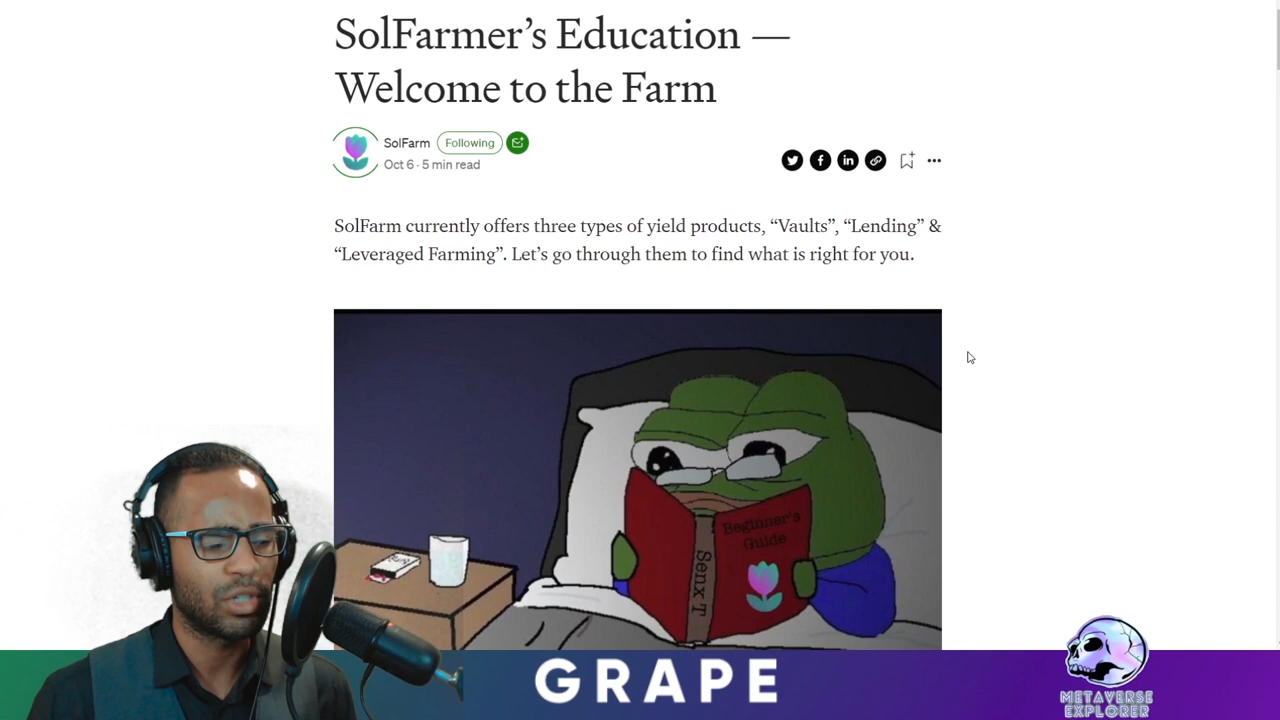 SolFarmer’s Education —
Welcome to the Farm
SolFarm Following
Oct 6 · 5 min read
SolFarm currently offers three types of yield products, “Vaults”, “Lending” &
“Leveraged Farming”. Let’s go through them to find what is right for you.
Beginner's
Guide
GRAPE
METAVERSE
EXPLORER